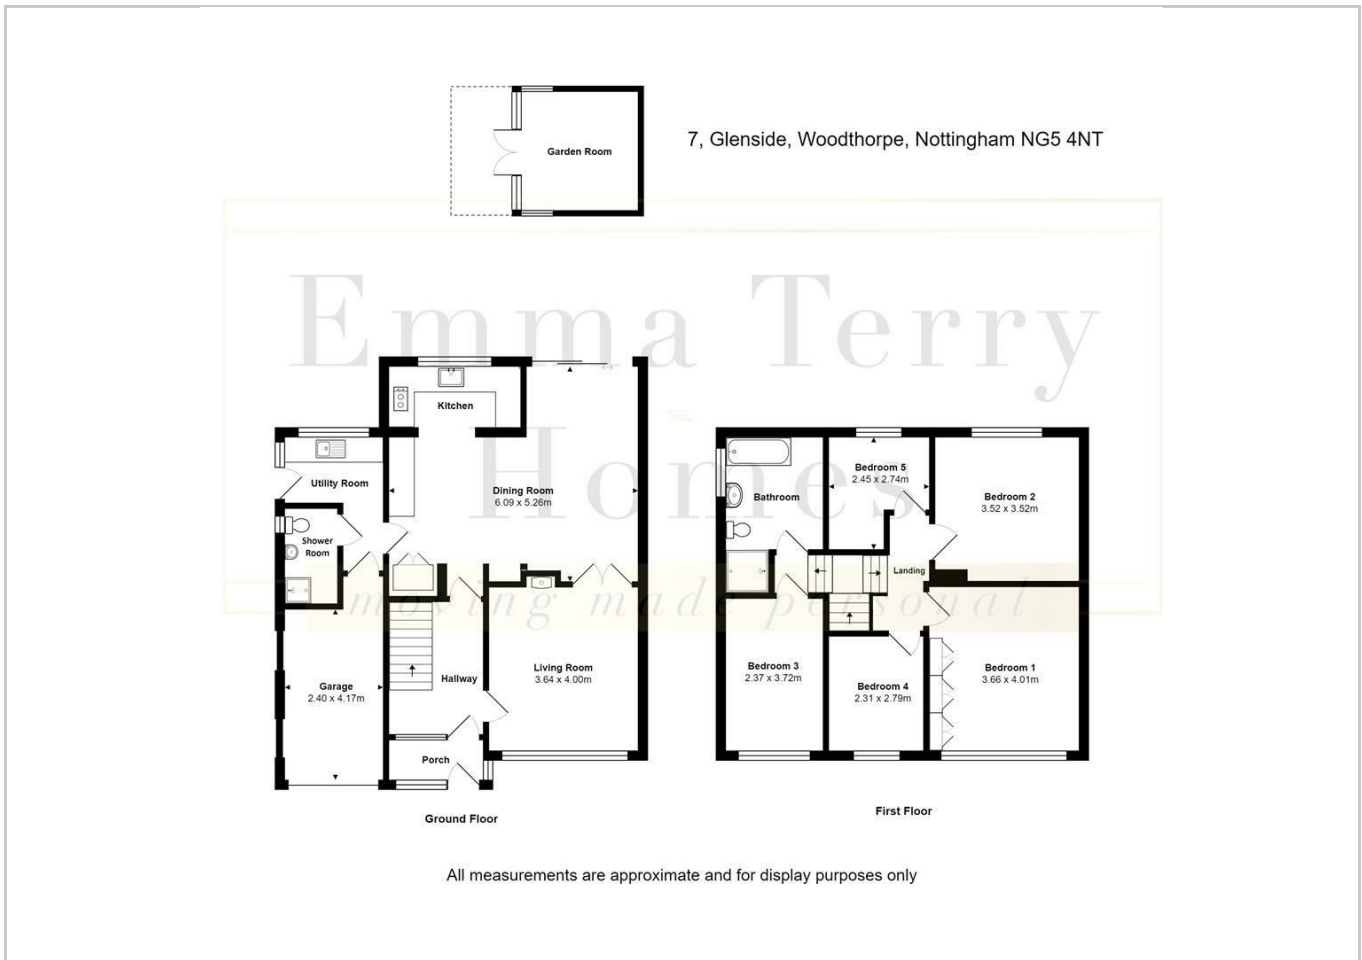 7, Glenside, Woodthorpe, Nottingham NG5 4NT
Garden Room
Emma Terry
Homes
moving made personal
Kitchen
Utility Room
Dining Room
6.09 x 5.26m
Shower
Room
Garage
2.40 x 4.17m
Hallway
Living Room
3.64 x 4.00m
Porch
Ground Floor
Bathroom
Bedroom 5
2.45 x 2.74m
Bedroom 2
3.52 x 3.52m
Landing
Bedroom 3
2.37 x 3.72m
Bedroom 4
2.31 x 2.79m
Bedroom 1
3.66 x 4.01m
First Floor
All measurements are approximate and for display purposes only